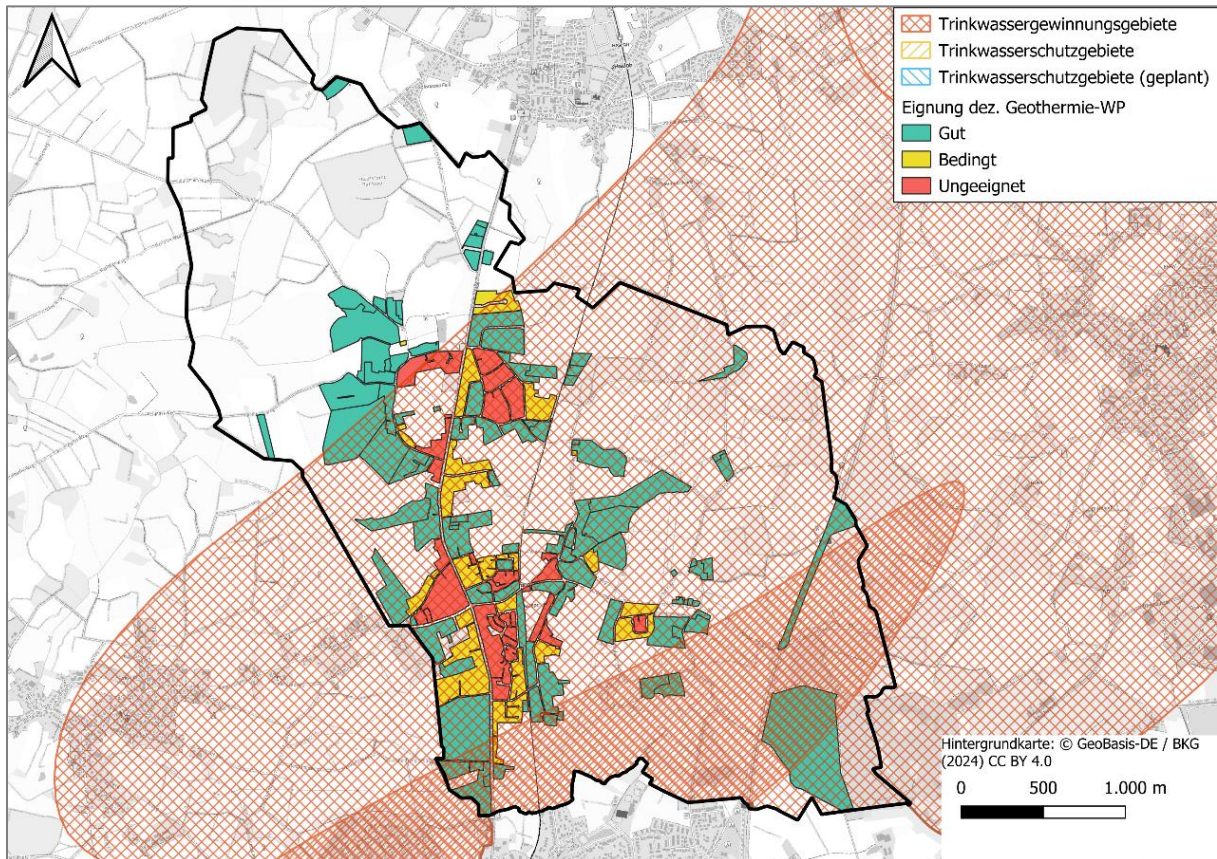 Trinkwassergewinnungsgebiete
Trinkwasserschutzgebiete
Trinkwasserschutzgebiete (geplant)
Eignung dez. Geothermie-WP
Gut
Bedingt
Ungeeignet
Hintergrundkarte: © GeoBasis-DE / BKG
(2024) CC BY 4.0
0 500 1.000 m